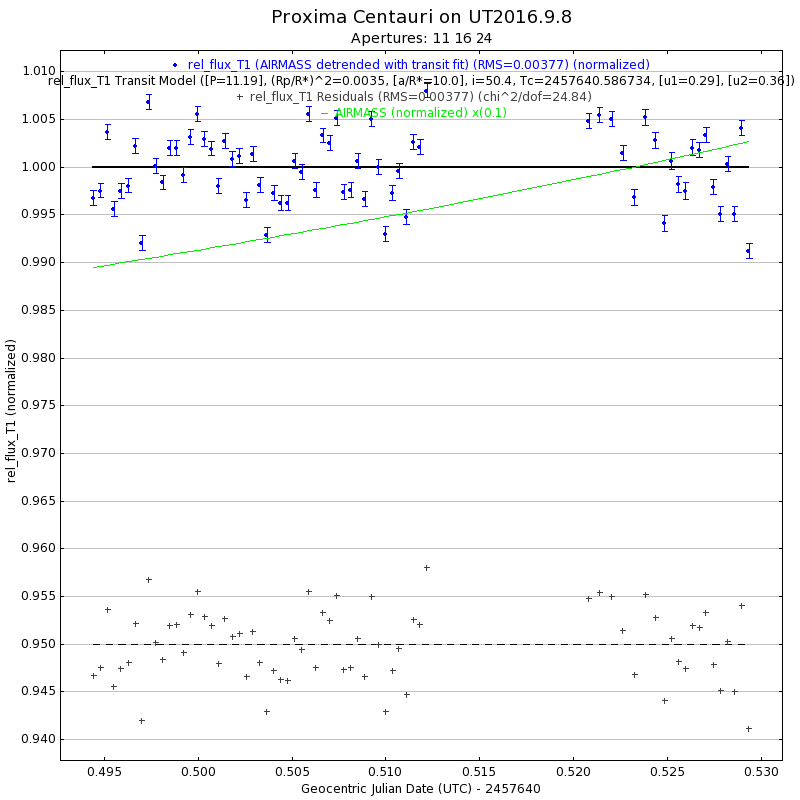 Proxima Centauri on UT2016.9.8
Apertures: 11 16 24
rel_flux_T1 (AIRMASS detrended with transit fit) (RMS=0.00377) (normalized)
rel_flux_T1 Transit Model ([P=11.19], (Rp/R*)^2=0.0035, [a/R*=10.0], i=50.4, Tc=2457640.586734, [u1=0.29], [u2=0.36])
rel_flux_T1 Residuals (RMS=0.00377) (chi^2/dof=24.84)
AIRMASS (normalized) x(0.1)
rel_flux_T1 (normalized)
1.010
1.005
1.000
0.995
0.990
0.985
0.980
0.975
0.970
0.965
0.960
0.955
0.950
0.945
0.940
0.495 0.500 0.505 0.510 0.515 0.520 0.525 0.530
Geocentric Julian Date (UTC) - 2457640